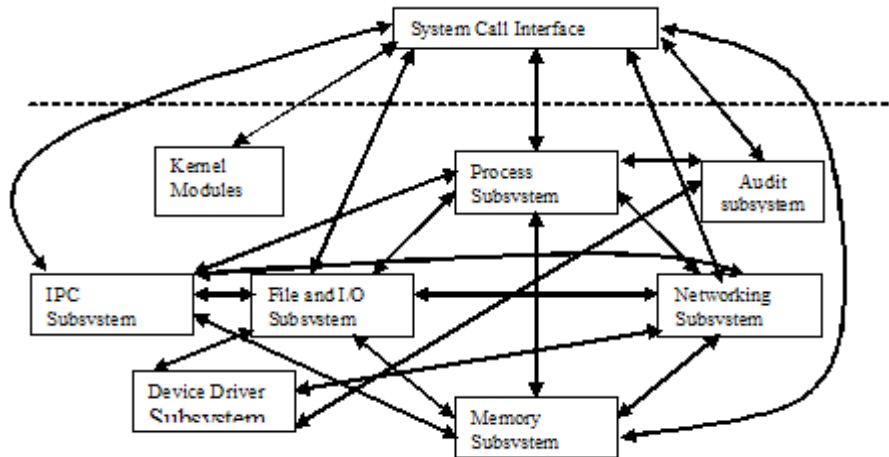 System Call Interface
Kernel
Modules
Process
Subsystem
Audit
subsystem
IPC
Subsystem
File and I/O
Subsystem
Networking
Subsystem
Device Driver
Subsystem
Memory
Subsystem